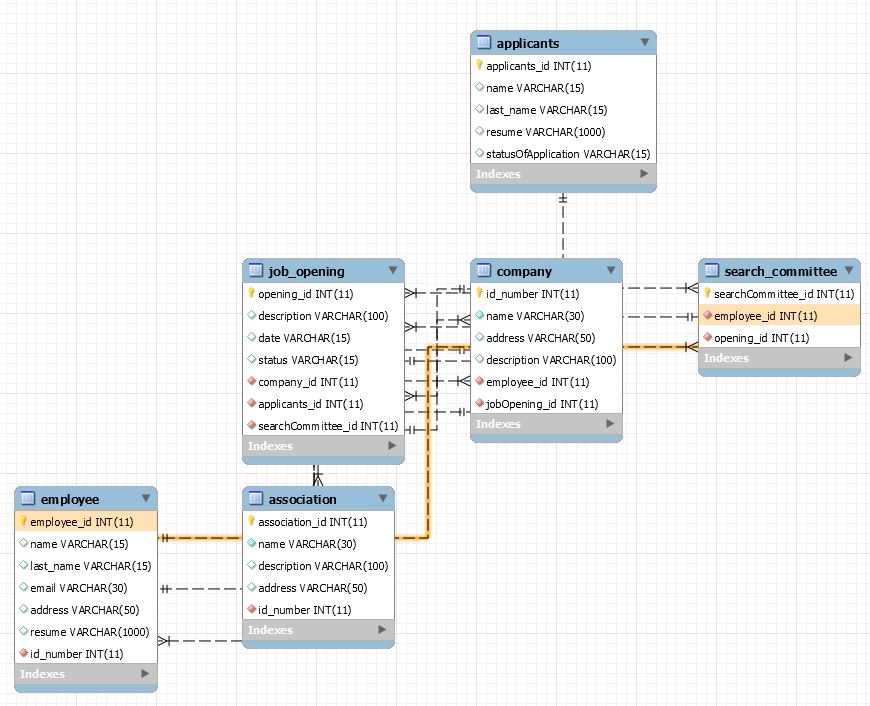 applicants
applicants_id INT(11)
name VARCHAR(15)
last_name VARCHAR(15)
resume VARCHAR(1000)
statusOfApplication VARCHAR(15)
Indexes
job_opening
opening_id INT(11)
description VARCHAR(100)
date VARCHAR(15)
status VARCHAR(15)
company_id INT(11)
applicants_id INT(11)
searchCommittee_id INT(11)
Indexes
company
id_number INT(11)
name VARCHAR(30)
address VARCHAR(50)
description VARCHAR(100)
employee_id INT(11)
jobOpening_id INT(11)
Indexes
search_committee
searchCommittee_id INT(11)
employee_id INT(11)
opening_id INT(11)
Indexes
employee
employee_id INT(11)
name VARCHAR(15)
last_name VARCHAR(15)
email VARCHAR(30)
address VARCHAR(50)
resume VARCHAR(1000)
id_number INT(11)
Indexes
association
association_id INT(11)
name VARCHAR(30)
description VARCHAR(100)
address VARCHAR(50)
id_number INT(11)
Indexes